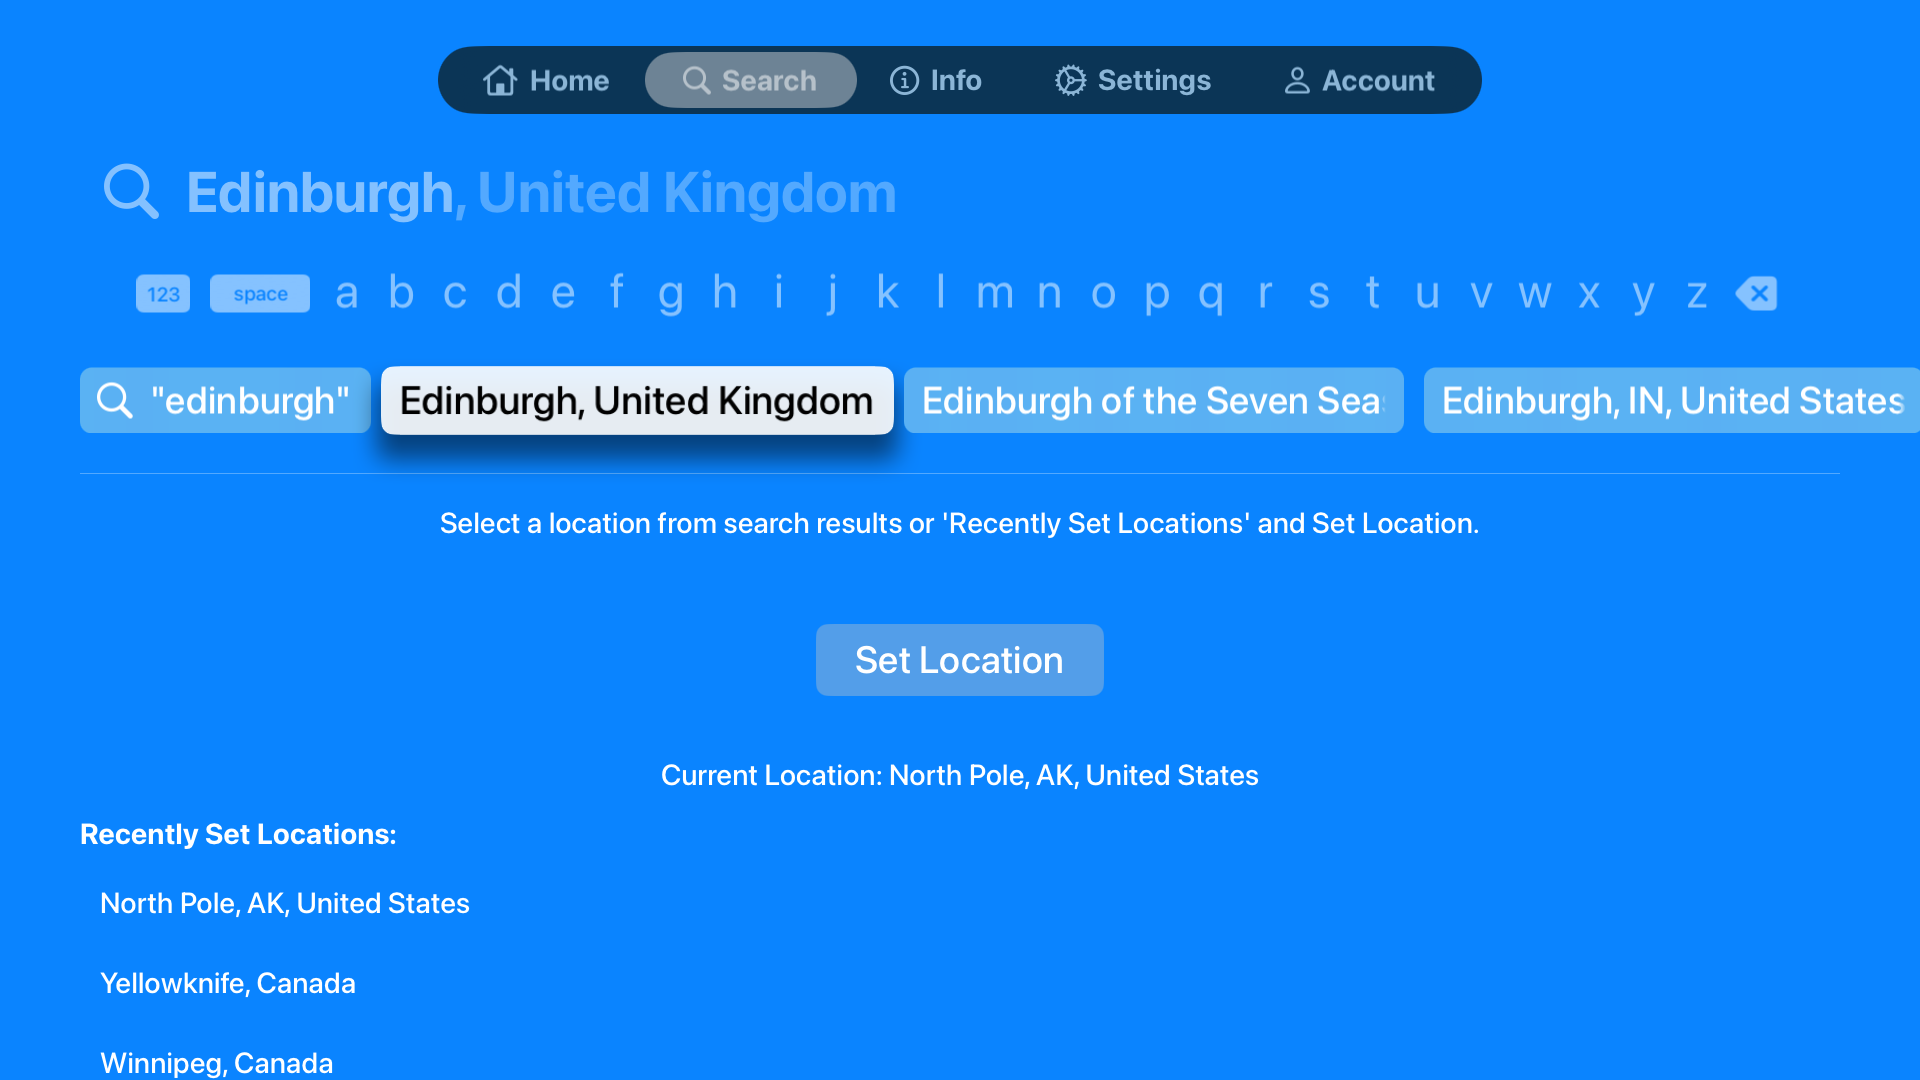 Home Search Info Settings Account
Edinburgh, United Kingdom
123 space a b c d e f g h i j k l m n o p q r s t u v w x y z
"edinburgh" Edinburgh, United Kingdom Edinburgh of the Seven Sea Edinburgh, IN, United States
Select a location from search results or 'Recently Set Locations' and Set Location.
Set Location
Current Location: North Pole, AK, United States
Recently Set Locations:
North Pole, AK, United States
Yellowknife, Canada
Winnipeg, Canada